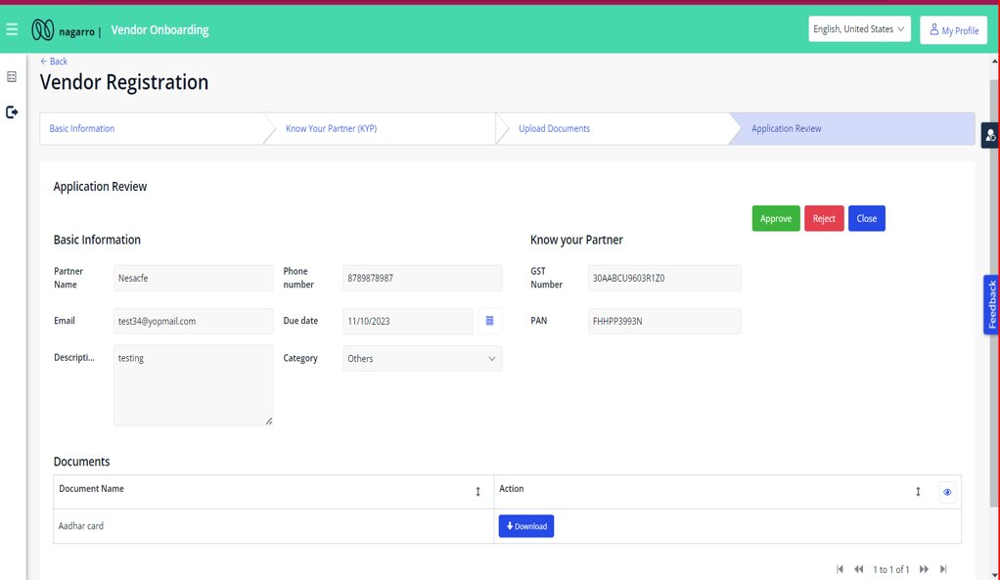 nagarro | Vendor Onboarding English, United States My Profile
← Back
Vendor Registration
Basic Information Know Your Partner (KYP) Upload Documents Application Review
Application Review
Approve Reject Close
Basic Information Know your Partner
Partner Name Nesacfe Phone number 8789878987 GST Number 30AABCU9603R1Z0
Email test34@yopmail.com Due date 11/10/2023 PAN FHHPP3993N
Descripti... testing Category Others
Documents
Document Name Action
Aadhar card Download
1 to 1 of 1
Feedback